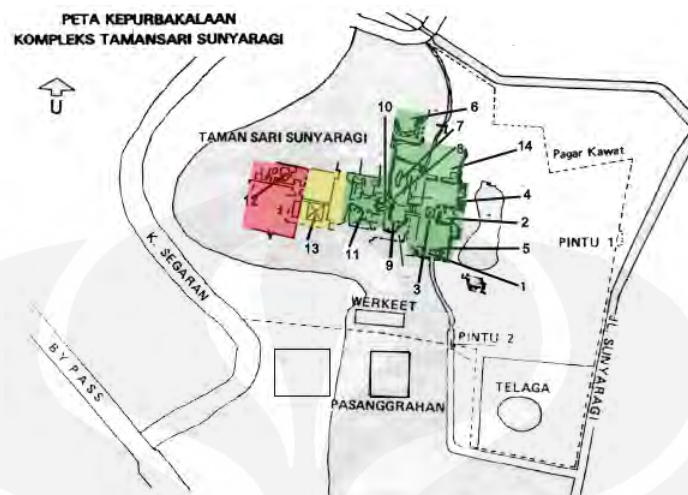 PETA KEPURBAKALAAN
KOMPLEKS TAMANSARI SUNYARAGI
U
TAMAN SARI SUNYARAGI
10
6
7
8
14
Pagar Kawat
4
2
PINTU 1
5
12
13
11
9
3
1
K. SEGARAN
WERKEET
PINTU 2
JL. SUNYARAGI
BY PASS
PASANGGRAHAN
TELAGA